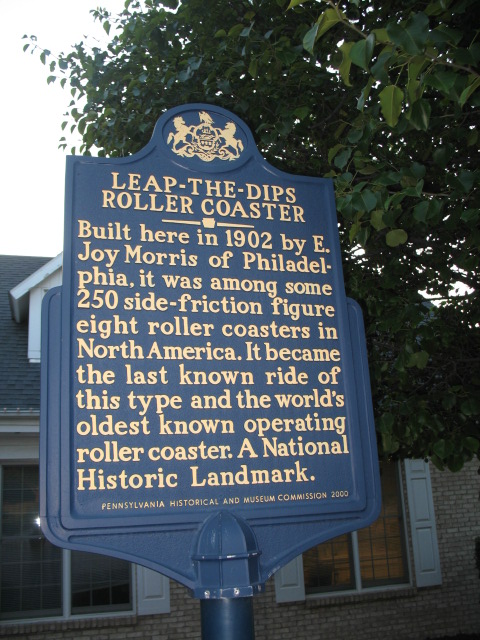 LEAP-THE-DIPS
ROLLER COASTER
Built here in 1902 by E.
Joy Morris of Philadel-
phia, it was among some
250 side-friction figure
eight roller coasters in
North America. It became
the last known ride of
this type and the world's
oldest known operating
roller coaster. A National
Historic Landmark.
PENNSYLVANIA HISTORICAL AND MUSEUM COMMISSION 2000